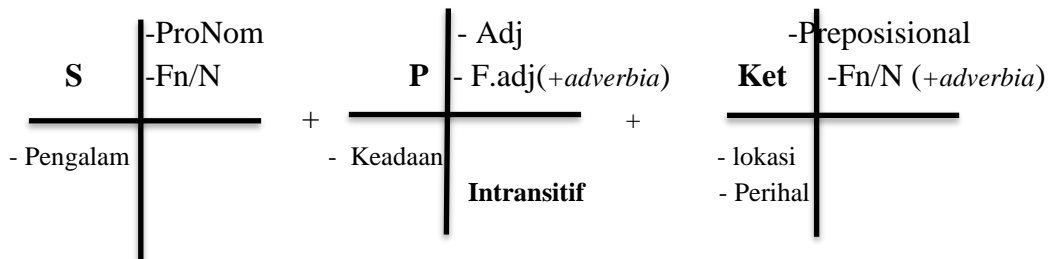 -ProNom
S -Fn/N
- Pengalam
+
- Adj
P - F.adj(+adverbia)
- Keadaan
Intransitif
+
-Preposisional
Ket -Fn/N (+adverbia)
- lokasi
- Perihal